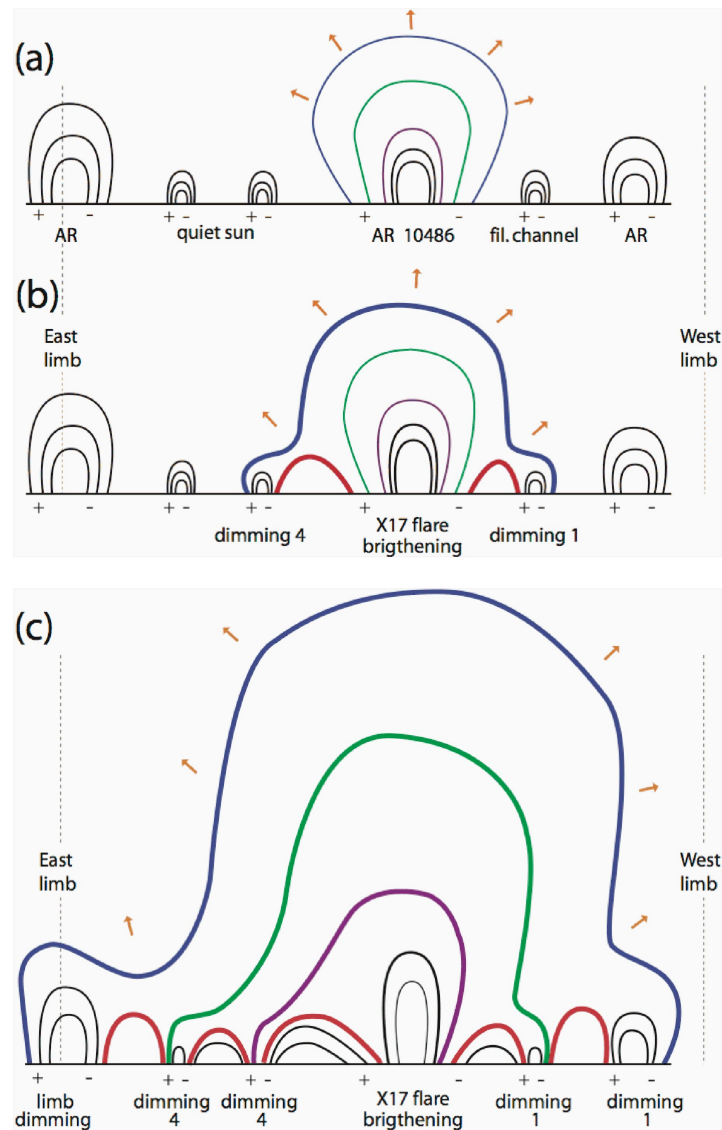 (a)
+ - + - + - + - + - + -
AR quiet sun AR 10486 fil. channel AR
(b)
East
limb
West
limb
+ - + - + - + - + - + -
dimming 4 X17 flare
brigthening dimming 1
(c)
East
limb
West
limb
+ - + - + - + - + - + -
limb
dimming
dimming
4
dimming
4
X17 flare
brigthening
dimming
1
dimming
1